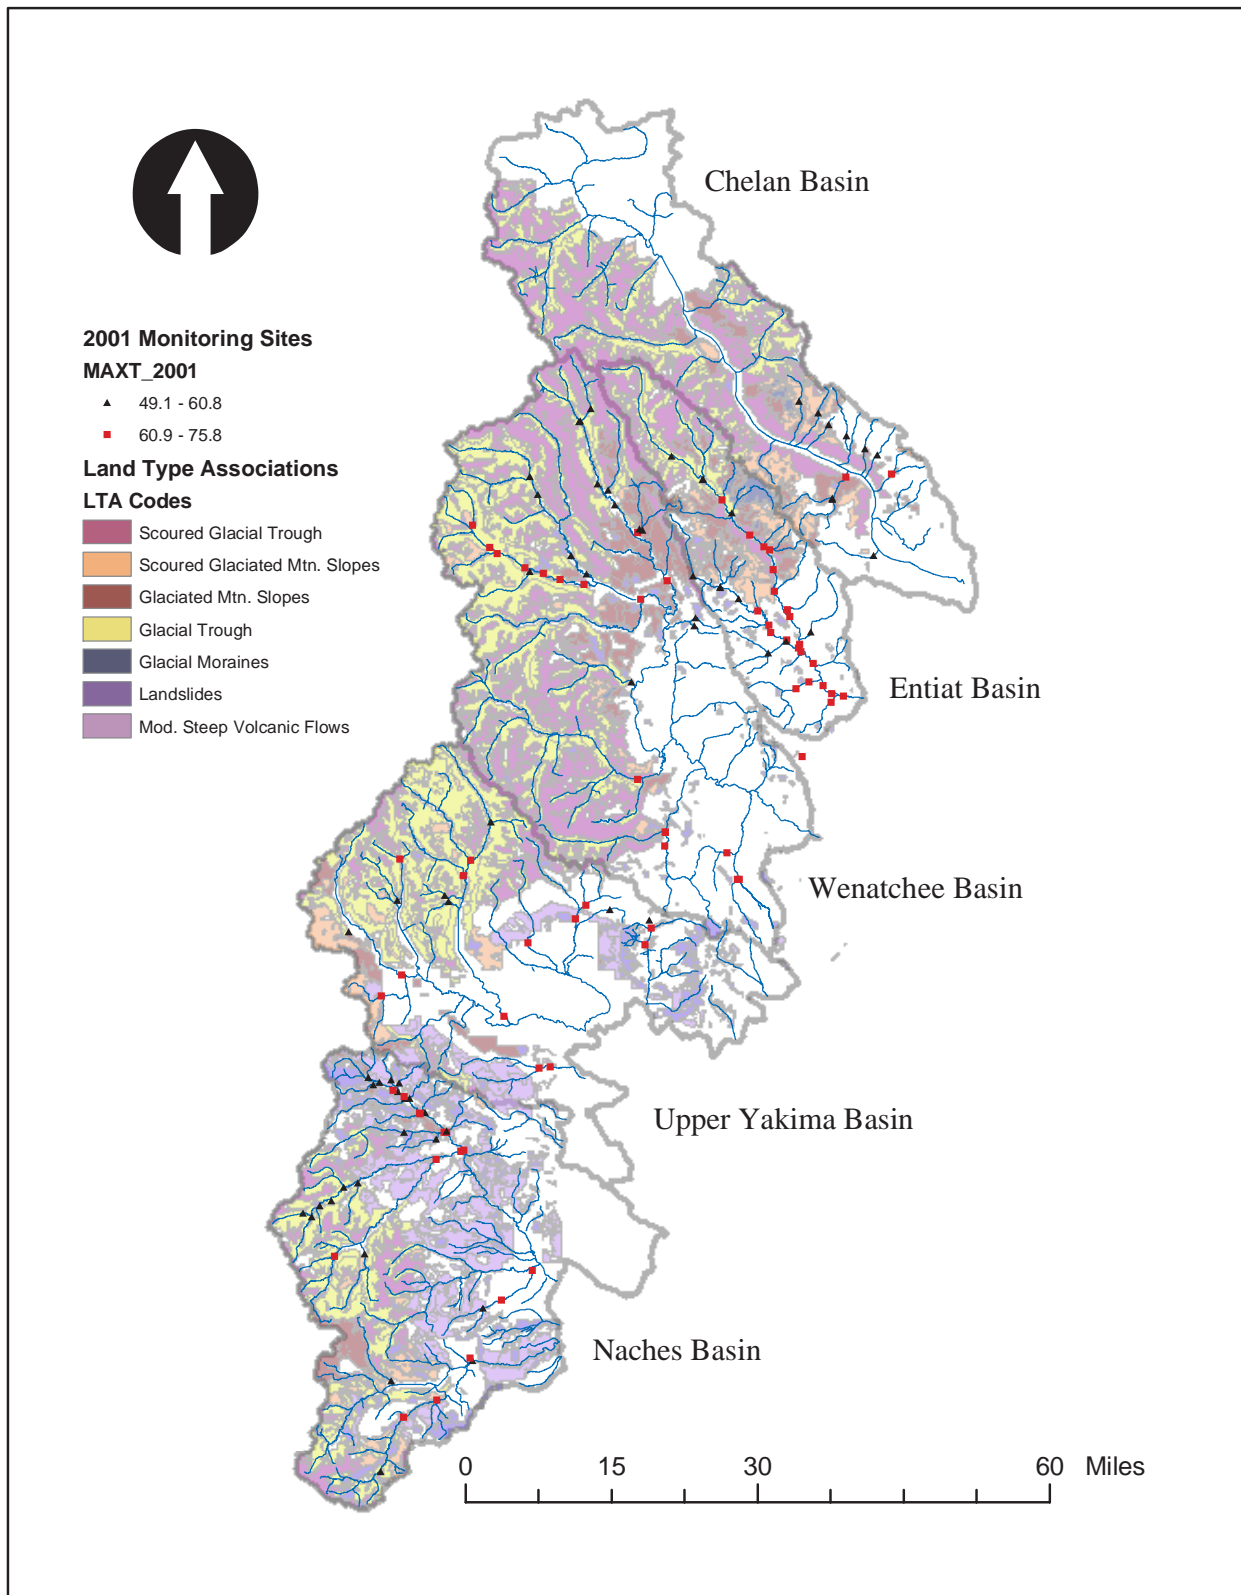 Chelan Basin
2001 Monitoring Sites
MAXT_2001
49.1 - 60.8
60.9 - 75.8
Land Type Associations
LTA Codes
Scoured Glacial Trough
Scoured Glaciated Mtn. Slopes
Glaciated Mtn. Slopes
Glacial Trough
Glacial Moraines
Landslides
Mod. Steep Volcanic Flows
Entiat Basin
Wenatchee Basin
Upper Yakima Basin
Naches Basin
0 15 30 60 Miles